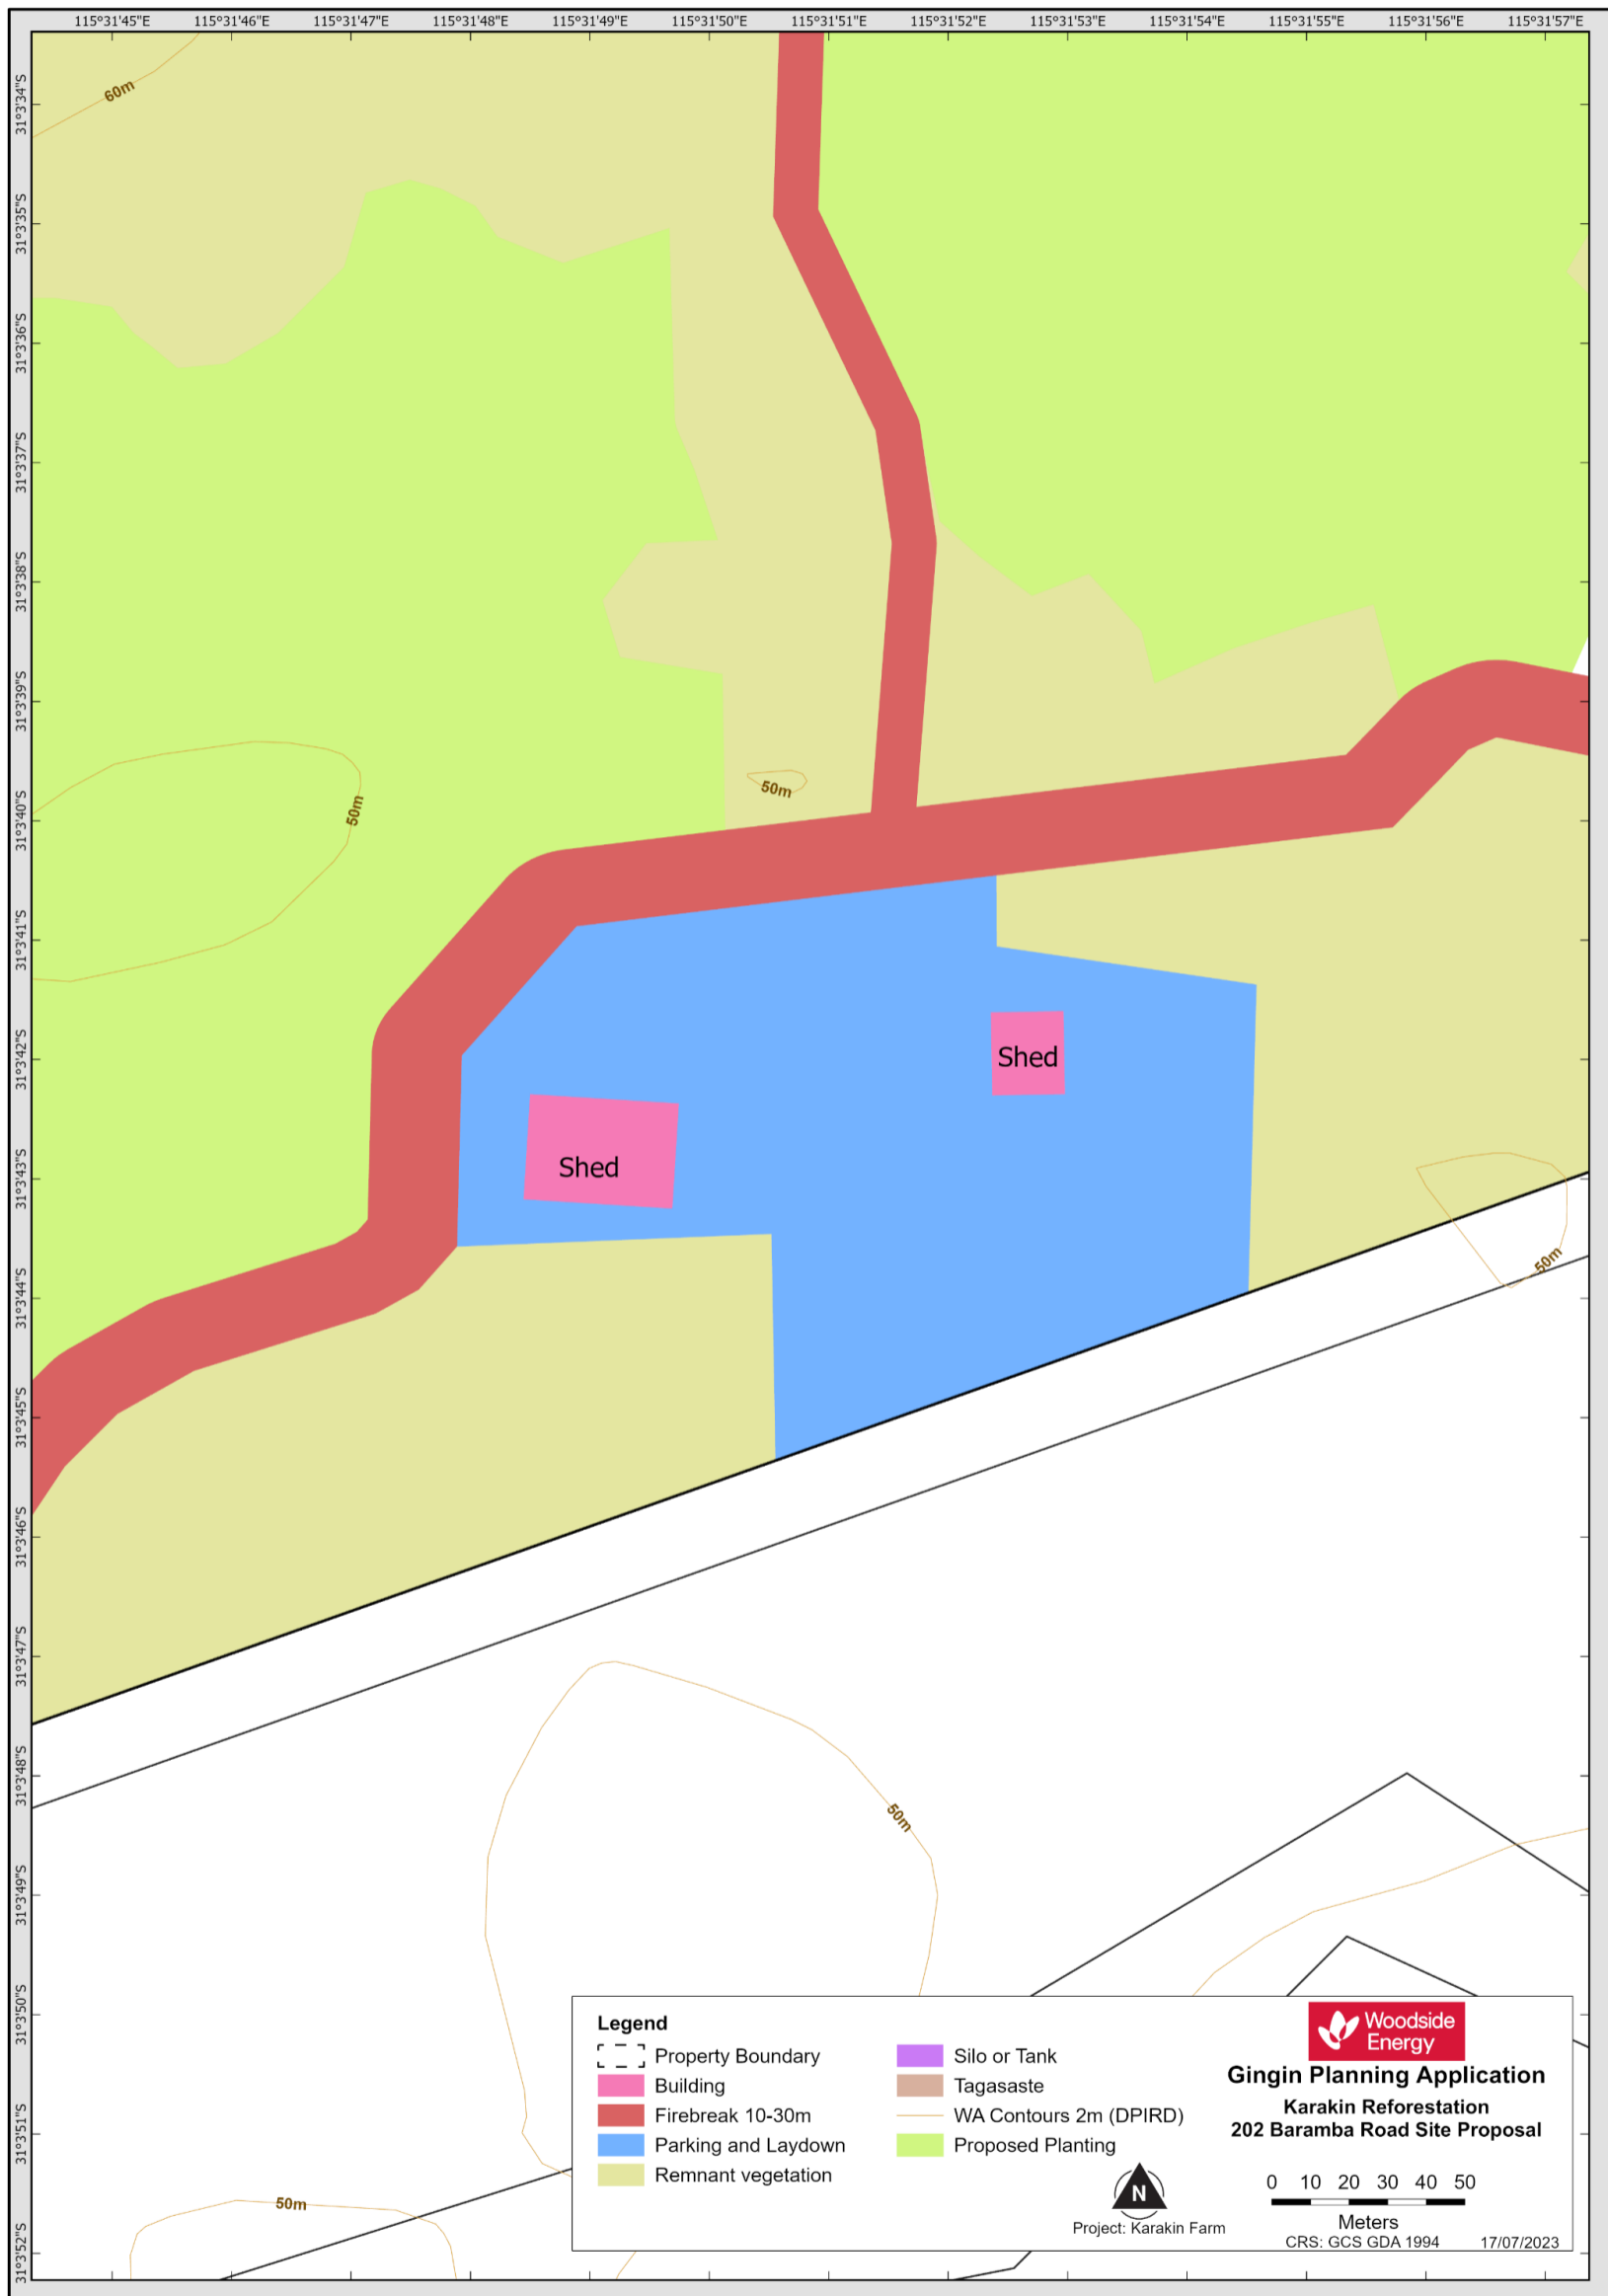 115°31'45"E 115°31'46"E 115°31'47"E 115°31'48"E 115°31'49"E 115°31'50"E 115°31'51"E 115°31'52"E 115°31'53"E 115°31'54"E 115°31'55"E 115°31'56"E 115°31'57"E
31°3'34"S
31°3'35"S
31°3'36"S
31°3'37"S
31°3'38"S
31°3'39"S
31°3'40"S
31°3'41"S
31°3'42"S
31°3'43"S
31°3'44"S
31°3'45"S
31°3'46"S
31°3'47"S
31°3'48"S
31°3'49"S
31°3'50"S
31°3'51"S
31°3'52"S
60m
50m
50m
Shed
Shed
50m
50m
50m
Legend
Property Boundary
Building
Firebreak 10-30m
Parking and Laydown
Remnant vegetation
Silo or Tank
Tagasaste
WA Contours 2m (DPIRD)
Proposed Planting
N
Project: Karakin Farm
Woodside
Energy
Gingin Planning Application
Karakin Reforestation
202 Baramba Road Site Proposal
0 10 20 30 40 50
Meters
CRS: GCS GDA 1994 17/07/2023